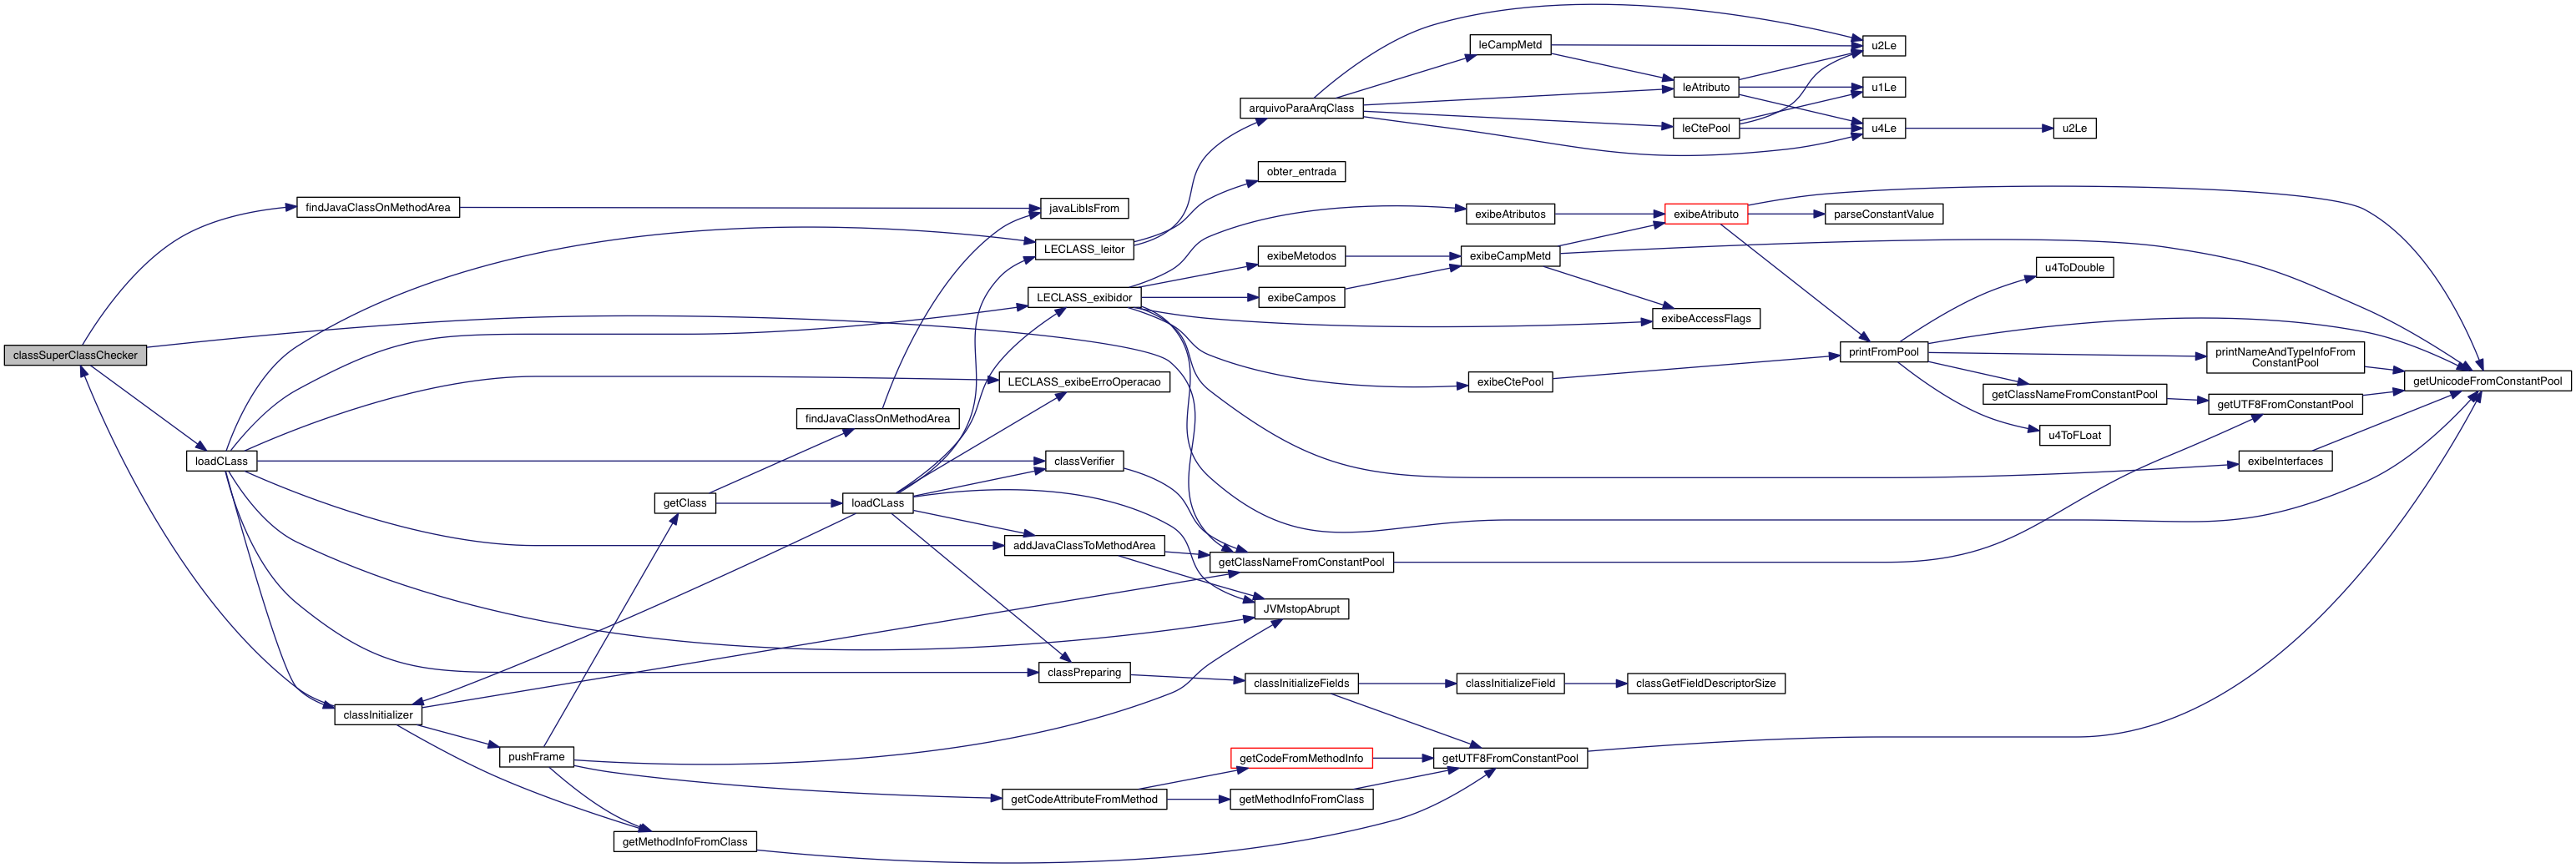 leCampMetd
u2Le
leAtributo
u1Le
arquivoParaArqClass
leCtePool
u4Le
u2Le
obter_entrada
findJavaClassOnMethodArea
javaLibIsFrom
exibeAtributos
exibeAtributo
parseConstantValue
LECLASS_leitor
exibeMetodos
exibeCampMetd
u4ToDouble
LECLASS_exibidor
exibeCampos
exibeAccessFlags
classSuperClassChecker
printFromPool
printNameAndTypeInfoFrom
ConstantPool
LECLASS_exibeErroOperacao
exibeCtePool
getUnicodeFromConstantPool
getClassNameFromConstantPool
getUTF8FromConstantPool
findJavaClassOnMethodArea
u4ToFLoat
loadCLass
classVerifier
exibeInterfaces
getClass
loadCLass
addJavaClassToMethodArea
getClassNameFromConstantPool
JVMstopAbrupt
classPreparing
classInitializeFields
classInitializeField
classGetFieldDescriptorSize
classInitializer
pushFrame
getCodeFromMethodInfo
getUTF8FromConstantPool
getCodeAttributeFromMethod
getMethodInfoFromClass
getMethodInfoFromClass